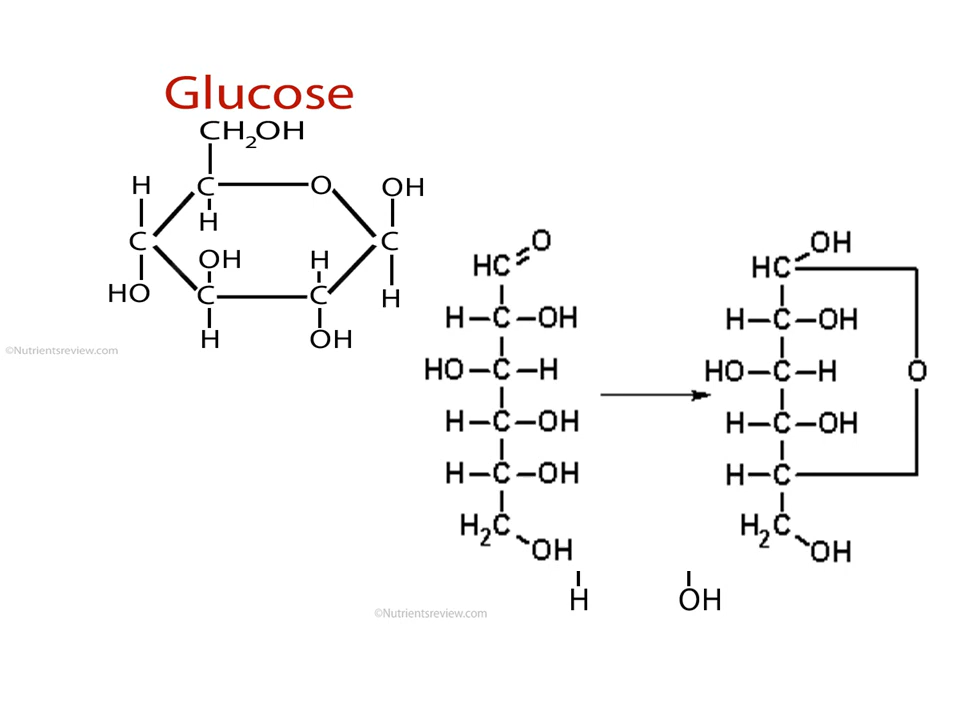 Glucose
CH2OH
H C O OH
H
C OH H C
HO C C H
H OH
©Nutrientsreview.com
HC O
H-C-OH
HO-C-H
H-C-OH
H-C-OH
H2C
OH
H OH
©Nutrientsreview.com
OH
HC
H-C-OH
HO-C-H O
H-C-OH
H-C
H2C
OH